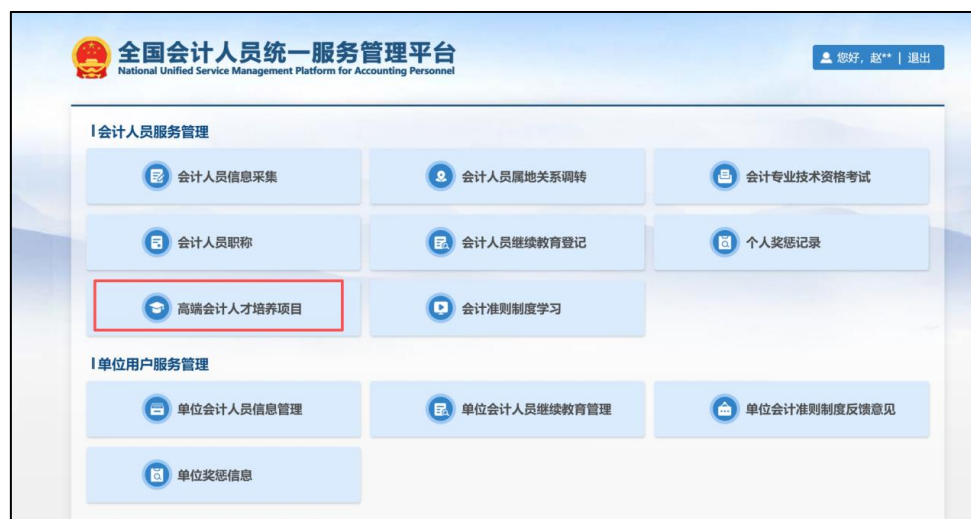 全国会计人员统一服务管理平台
National Unified Service Management Platform for Accounting Personnel
您好，赵** | 退出
会计人员服务管理
会计人员信息采集
会计人员属地关系调转
会计专业技术资格考试
会计人员职称
会计人员继续教育登记
个人奖惩记录
高端会计人才培养项目
会计准则制度学习
单位用户服务管理
单位会计人员信息管理
单位会计人员继续教育管理
单位会计准则制度反馈意见
单位奖惩信息